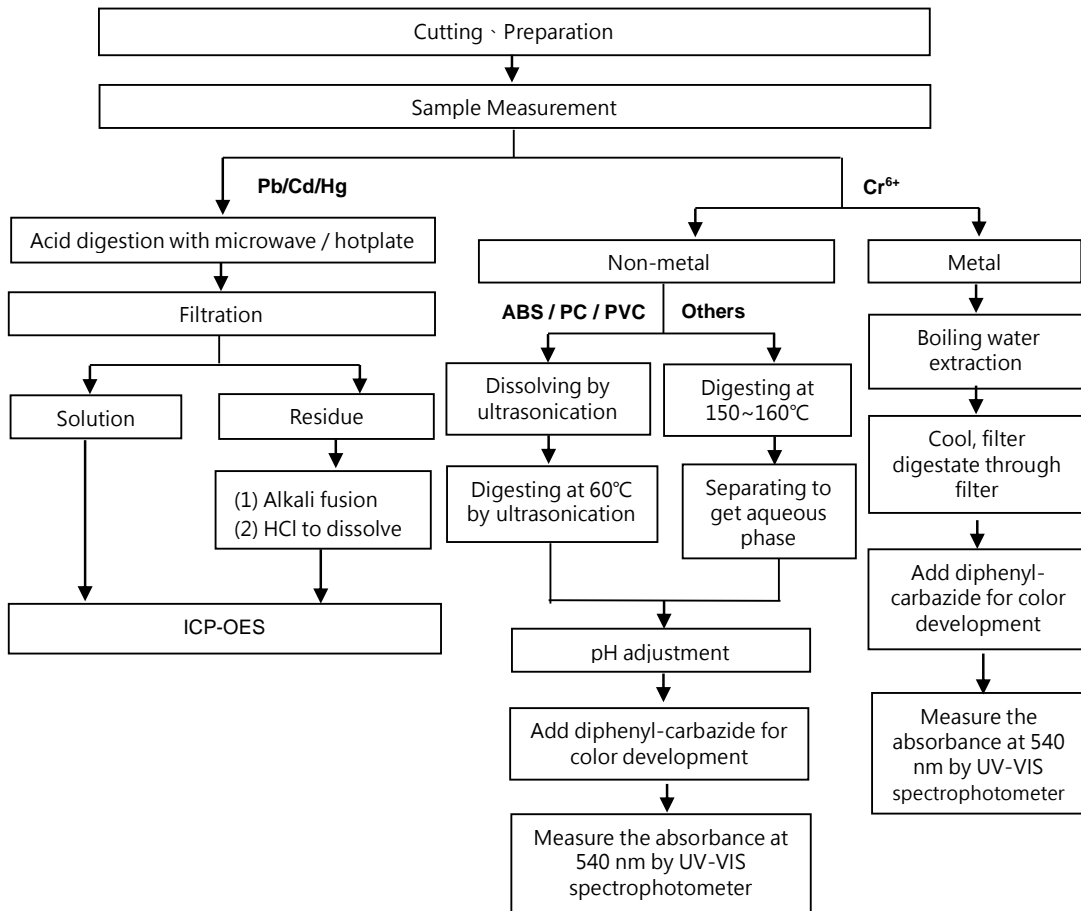 Cutting、Preparation
Sample Measurement
Pb/Cd/Hg
Cr⁶⁺
Acid digestion with microwave / hotplate
Non-metal
Metal
Filtration
ABS / PC / PVC
Others
Boiling water
extraction
Dissolving by
ultrasonication
Digesting at
150~160℃
Solution
Residue
Cool, filter
digestate through
filter
(1) Alkali fusion
(2) HCl to dissolve
Digesting at 60℃
by ultrasonication
Separating to
get aqueous
phase
Add diphenyl-
carbazide for color
development
ICP-OES
pH adjustment
Add diphenyl-carbazide for
color development
Measure the
absorbance at 540
nm by UV-VIS
spectrophotometer
Measure the absorbance at
540 nm by UV-VIS
spectrophotometer